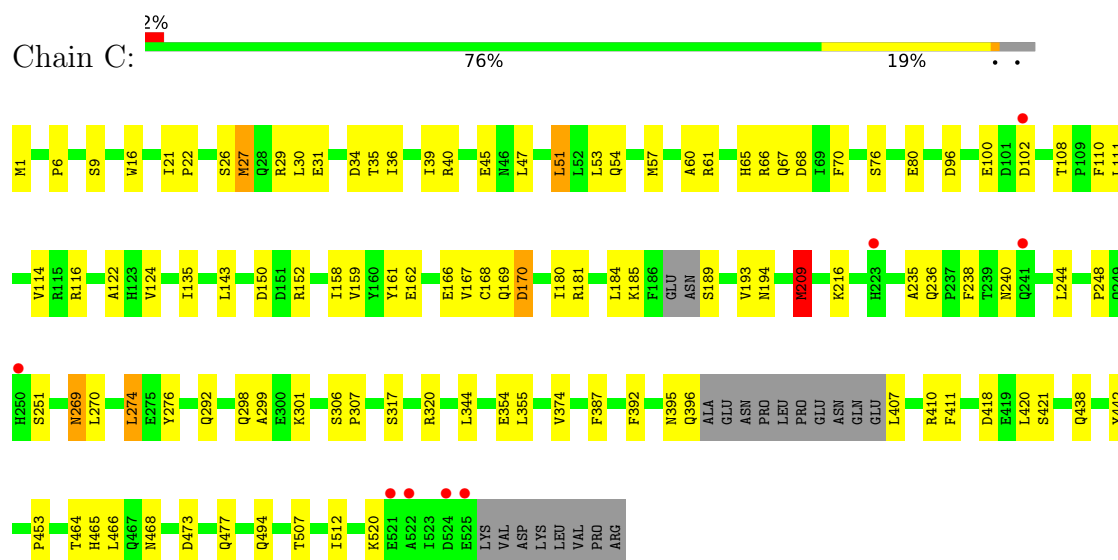 2%
Chain C:
76% 19%
M1 P6 S9 W16 I21 P22 S26 M27 Q28 R29 L30 E31 D34 T35 I36 I39 R40 E45 N46 L47 L51 L52 L53 Q54 M57 A60 R61 H65 R66 Q67 D68 I69 F70 S76 E80 D96 E100 D101 D102 T108 P109 F110 L111
V114 R115 R116 A122 H123 V124 I135 L143 D150 D151 R152 I158 V159 Y160 Y161 E162 E166 V167 C168 Q169 D170 I180 R181 L184 K185 F186 GLU ASN S189 V193 N194 M209 K216 H223 A235 Q236 P237 F238 T239 N240 Q241 L244 P248
H250 S251 N269 L270 L274 E275 Y276 Q292 Q298 A299 E300 K301 S306 P307 S317 R320 L344 E354 L355 V374 F387 F392 N395 Q396 ALA GLU ASN PRO LEU PRO GLU ASN GLN GLU L407 R410 F411 D418 E419 L420 S421 Q438
P453 T464 H465 L466 Q467 N468 D473 Q477 Q494 T507 I512 K520 E521 A522 I523 D524 E525 LYS VAL ASP LYS LEU VAL PRO ARG